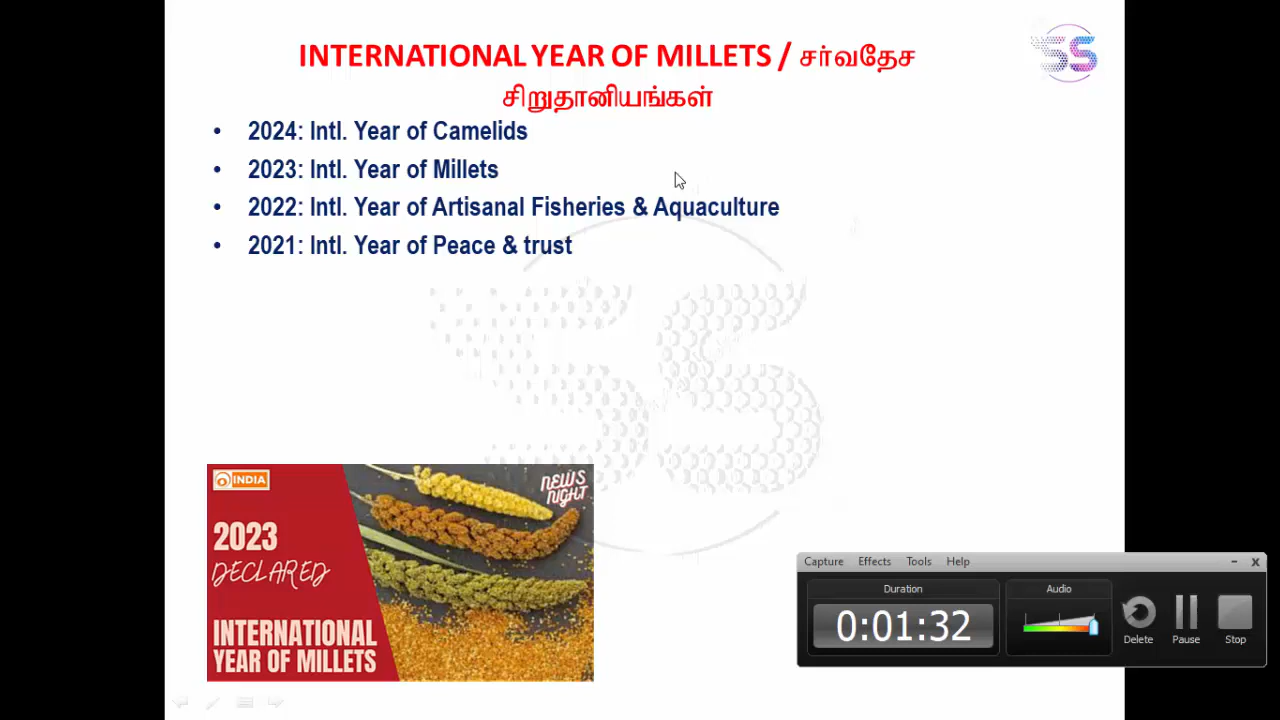 INTERNATIONAL YEAR OF MILLETS / சர்வதேச
சிறுதானியங்கள்
SS
• 2024: Intl. Year of Camelids
• 2023: Intl. Year of Millets
• 2022: Intl. Year of Artisanal Fisheries & Aquaculture
• 2021: Intl. Year of Peace & trust
INDIA
NEWS
NIGHT
2023
DECLARED
INTERNATIONAL
YEAR OF MILLETS
Capture Effects Tools Help
Duration
Audio
0:01:32
Delete Pause Stop